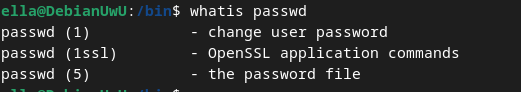 ella@DebianUwU:/bin$ whatis passwd
passwd (1)           - change user password
passwd (1ssl)        - OpenSSL application commands
passwd (5)           - the password file